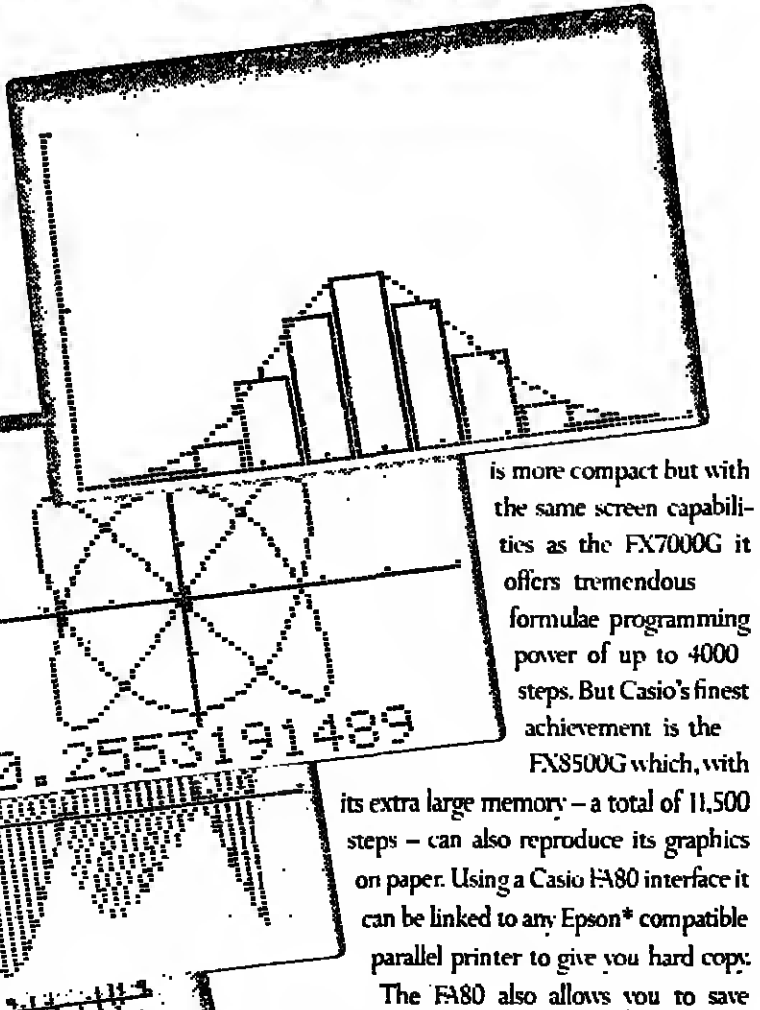 is more compact but with
the same screen capabili-
ties as the FX7000G it
offers tremendous
formulae programming
power of up to 4000
steps. But Casio's finest
achievement is the
FX8500G which, with
its extra large memory – a total of 11,500
steps – can also reproduce its graphics
on paper. Using a Casio FA80 interface it
can be linked to any Epson* compatible
parallel printer to give you hard copy.
The FA80 also allows you to save
.2553191489